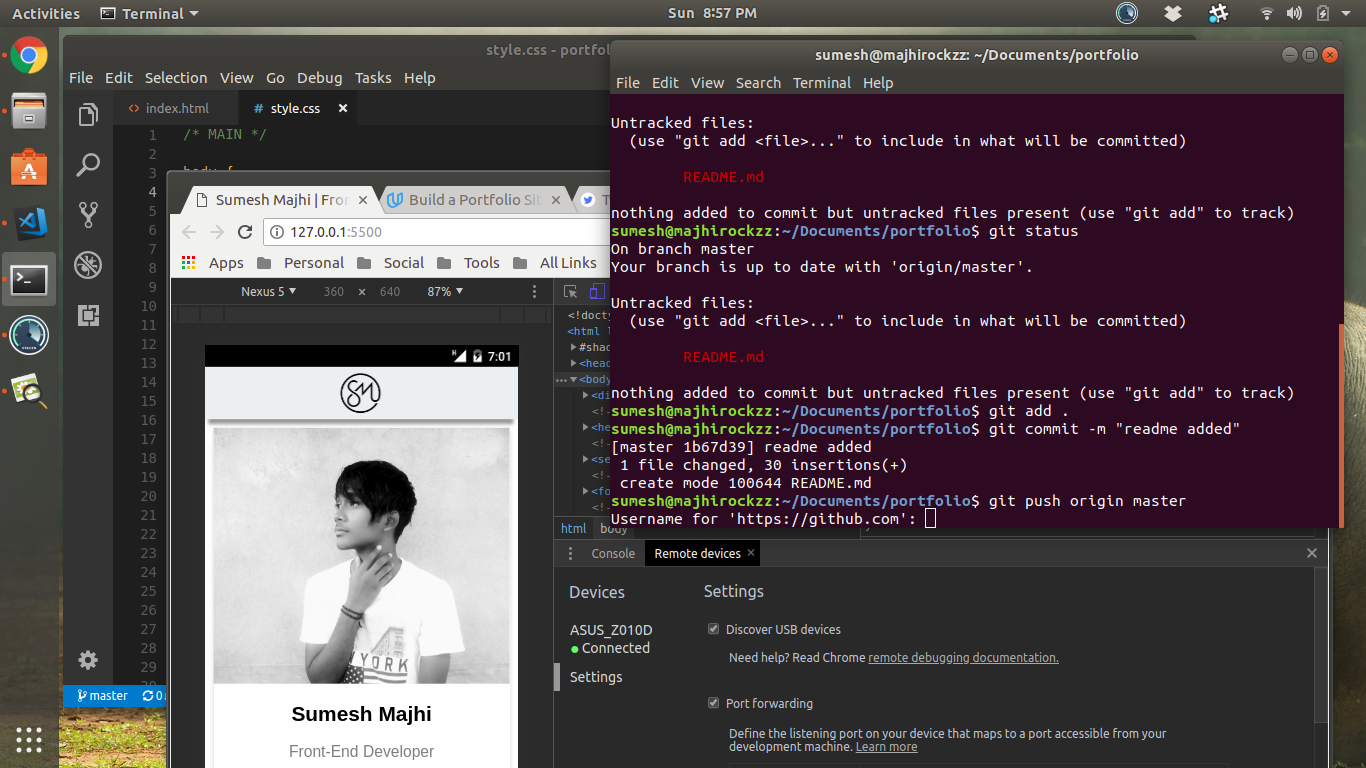 Activities
Terminal
Sun 8:57 PM
style.css - portfol
File Edit Selection View Go Debug Tasks Help
index.html
# style.css
1 /* MAIN */
2
3
4
5
6
7
8
9
10
11
12
13
14
15
16
17
18
19
20
21
22
23
24
25
26
27
28
29
master
0
Sumesh Majhi | Fron
Build a Portfolio Sit
127.0.0.1:5500
Apps Personal Social Tools All Links
Nexus 5 360 × 640 87%
7:01
SM
YORK
Sumesh Majhi
Front-End Developer
<!doctyp
<html l
#shad
<head
<body
<di
<!-
<he
<!-
<se
<!-
<fo
<!-
html body
Console Remote devices
Devices
ASUS_Z010D
Connected
Settings
Settings
Discover USB devices
Need help? Read Chrome remote debugging documentation.
Port forwarding
Define the listening port on your device that maps to a port accessible from your
development machine. Learn more
sumesh@majhirockzz: ~/Documents/portfolio
File Edit View Search Terminal Help
Untracked files:
(use "git add <file>..." to include in what will be committed)
README.md
nothing added to commit but untracked files present (use "git add" to track)
sumesh@majhirockzz:~/Documents/portfolio$ git status
On branch master
Your branch is up to date with 'origin/master'.
Untracked files:
(use "git add <file>..." to include in what will be committed)
README.md
nothing added to commit but untracked files present (use "git add" to track)
sumesh@majhirockzz:~/Documents/portfolio$ git add .
sumesh@majhirockzz:~/Documents/portfolio$ git commit -m "readme added"
[master 1b67d39] readme added
1 file changed, 30 insertions(+)
create mode 100644 README.md
sumesh@majhirockzz:~/Documents/portfolio$ git push origin master
Username for 'https://github.com':